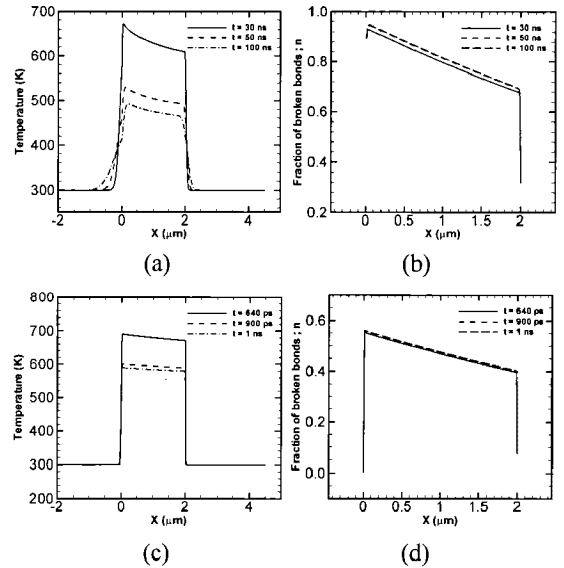 700
600
500
400
300
Temperature (K)
-2
0
2
4
X (μm)
t = 30 ns
t = 50 ns
t = 100 ns
(a)
1.0
0.8
0.6
0.4
0.2
Fraction of broken bonds ; n
0
0.5
1
1.5
2
X (μm)
t = 30 ns
t = 50 ns
t = 100 ns
(b)
800
700
600
500
400
300
200
Temperature (K)
-2
0
2
4
X (μm)
t = 640 ps
t = 900 ps
t = 1 ns
(c)
0.6
0.4
0.2
0.0
Fraction of broken bonds ; n
0
0.5
1
1.5
2
X (μm)
t = 640 ps
t = 900 ps
t = 1 ns
(d)